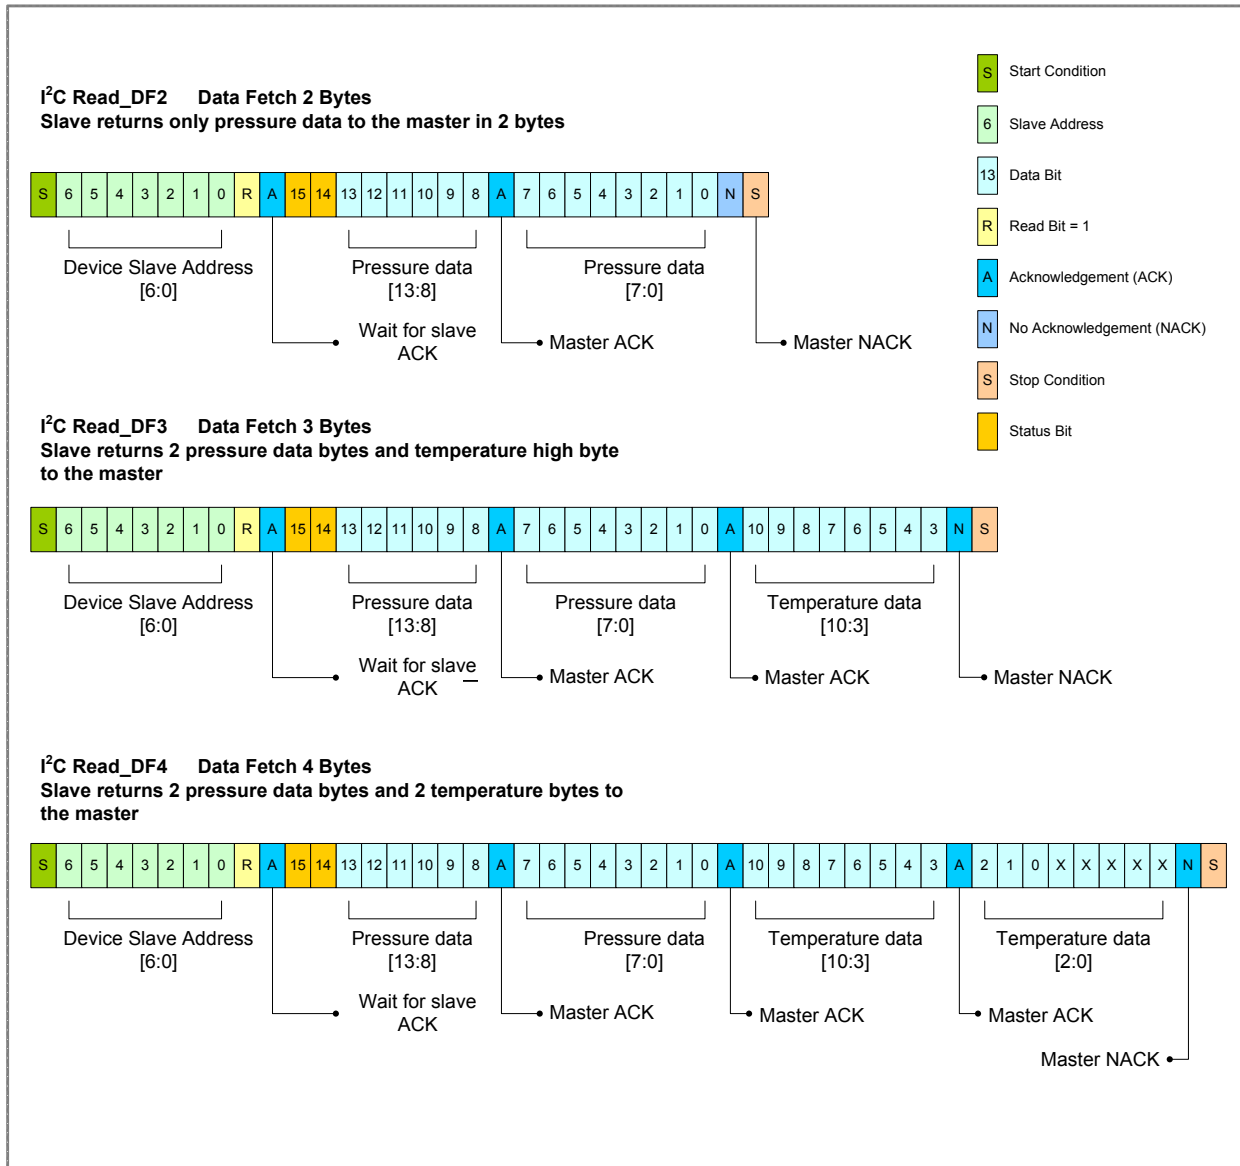 I²C Read_DF2 Data Fetch 2 Bytes
Slave returns only pressure data to the master in 2 bytes
S 6 5 4 3 2 1 0 R A 15 14 13 12 11 10 9 8 A 7 6 5 4 3 2 1 0 N S
Device Slave Address
[6:0]
Pressure data
[13:8]
Pressure data
[7:0]
Wait for slave
ACK
Master ACK
Master NACK
S Start Condition
6 Slave Address
13 Data Bit
R Read Bit = 1
A Acknowledgement (ACK)
N No Acknowledgement (NACK)
S Stop Condition
Status Bit
I²C Read_DF3 Data Fetch 3 Bytes
Slave returns 2 pressure data bytes and temperature high byte
to the master
S 6 5 4 3 2 1 0 R A 15 14 13 12 11 10 9 8 A 7 6 5 4 3 2 1 0 A 10 9 8 7 6 5 4 3 N S
Device Slave Address
[6:0]
Pressure data
[13:8]
Pressure data
[7:0]
Temperature data
[10:3]
Wait for slave
ACK
Master ACK
Master ACK
Master NACK
I²C Read_DF4 Data Fetch 4 Bytes
Slave returns 2 pressure data bytes and 2 temperature bytes to
the master
S 6 5 4 3 2 1 0 R A 15 14 13 12 11 10 9 8 A 7 6 5 4 3 2 1 0 A 10 9 8 7 6 5 4 3 A 2 1 0 X X X X X N S
Device Slave Address
[6:0]
Pressure data
[13:8]
Pressure data
[7:0]
Temperature data
[10:3]
Temperature data
[2:0]
Wait for slave
ACK
Master ACK
Master ACK
Master ACK
Master NACK